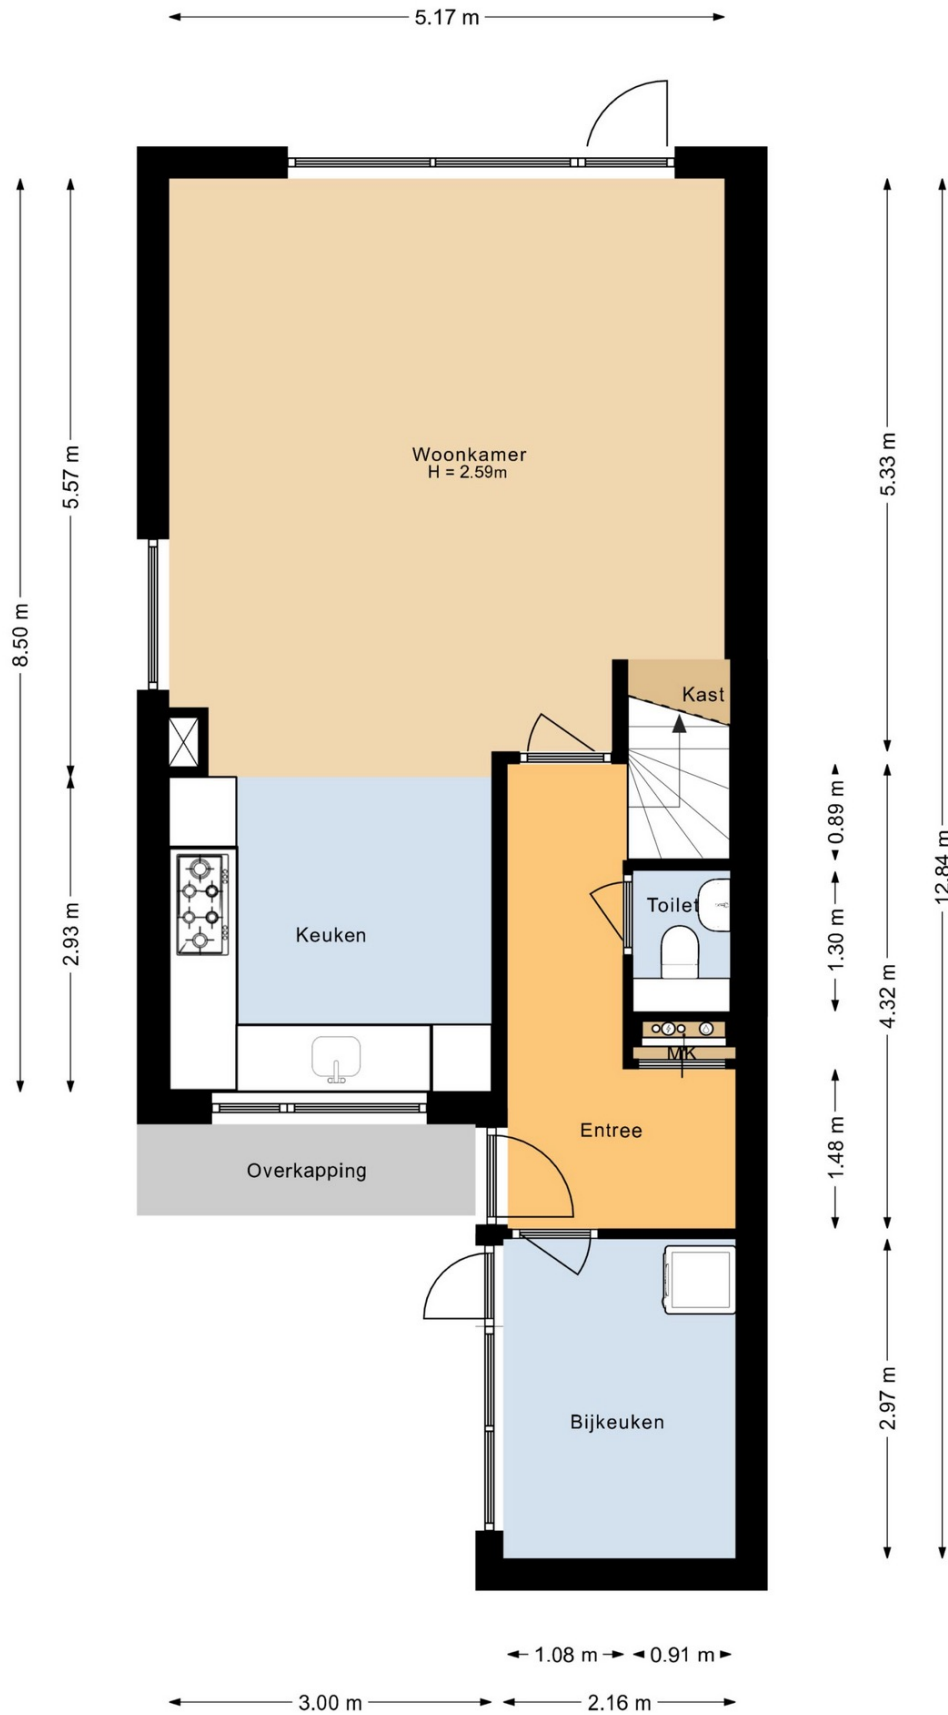 5.17 m
Woonkamer
H = 2.59m
5.57 m
8.50 m
5.33 m
Kast
0.89 m
12.84 m
Toilet
Keuken
2.93 m
1.30 m
4.32 m
MK
Entree
1.48 m
Overkapping
Bijkeuken
2.97 m
1.08 m
0.91 m
3.00 m
2.16 m